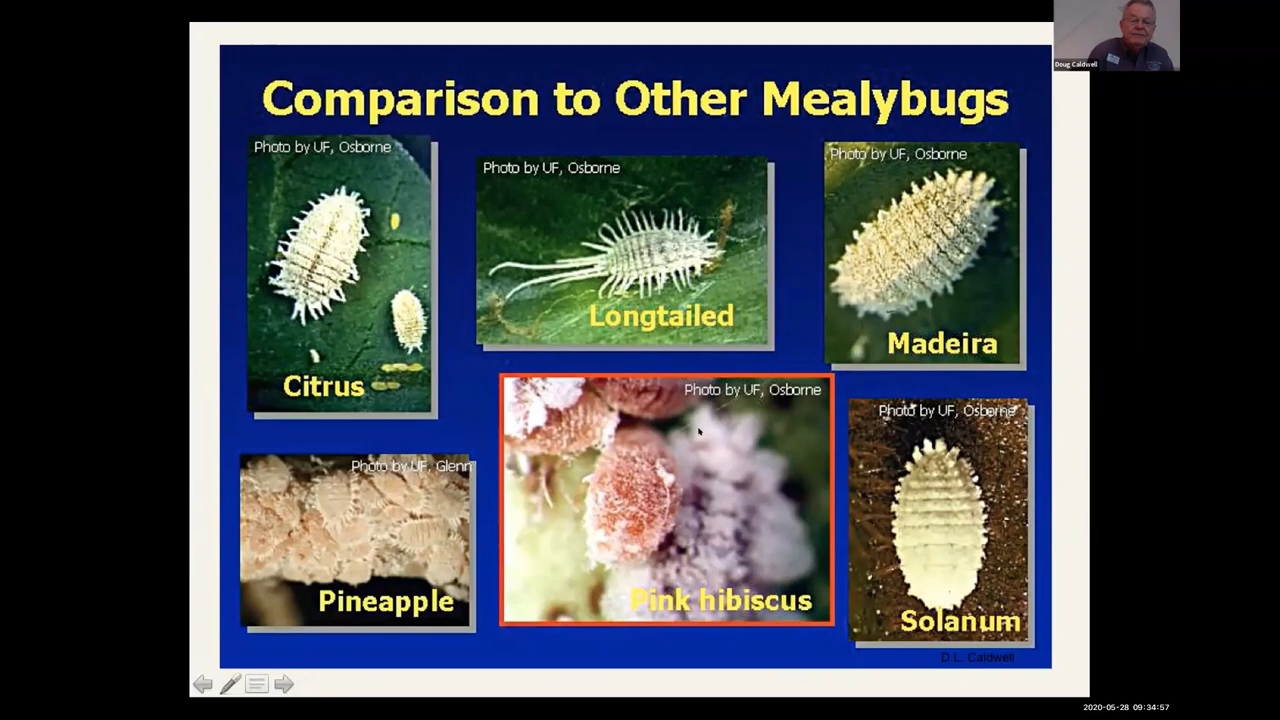 Doug Caldwell
Comparison to Other Mealybugs
Photo by UF, Osborne
Citrus
Photo by UF, Osborne
Longtailed
Photo by UF, Osborne
Madeira
Photo by UF, Glenn
Pineapple
Photo by UF, Osborne
Pink hibiscus
Photo by UF, Osborne
Solanum
D.L. Caldwell
2020-05-28 09:34:57